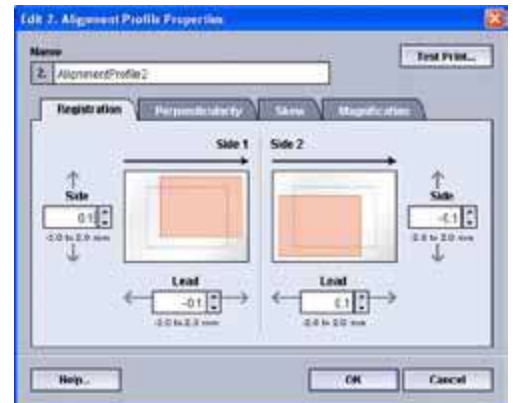 Edit 2. Alignment Profile Properties
Name
2. AlignmentProfile2
Test Print...
Registration Perpendicularity Skew Magnification
Side 1 Side 2
Side
0.1
-2.0 to 2.0 mm
Side
-0.1
-2.0 to 2.0 mm
Lead
-0.1
-2.0 to 2.0 mm
Lead
0.1
-2.0 to 2.0 mm
Help... OK Cancel